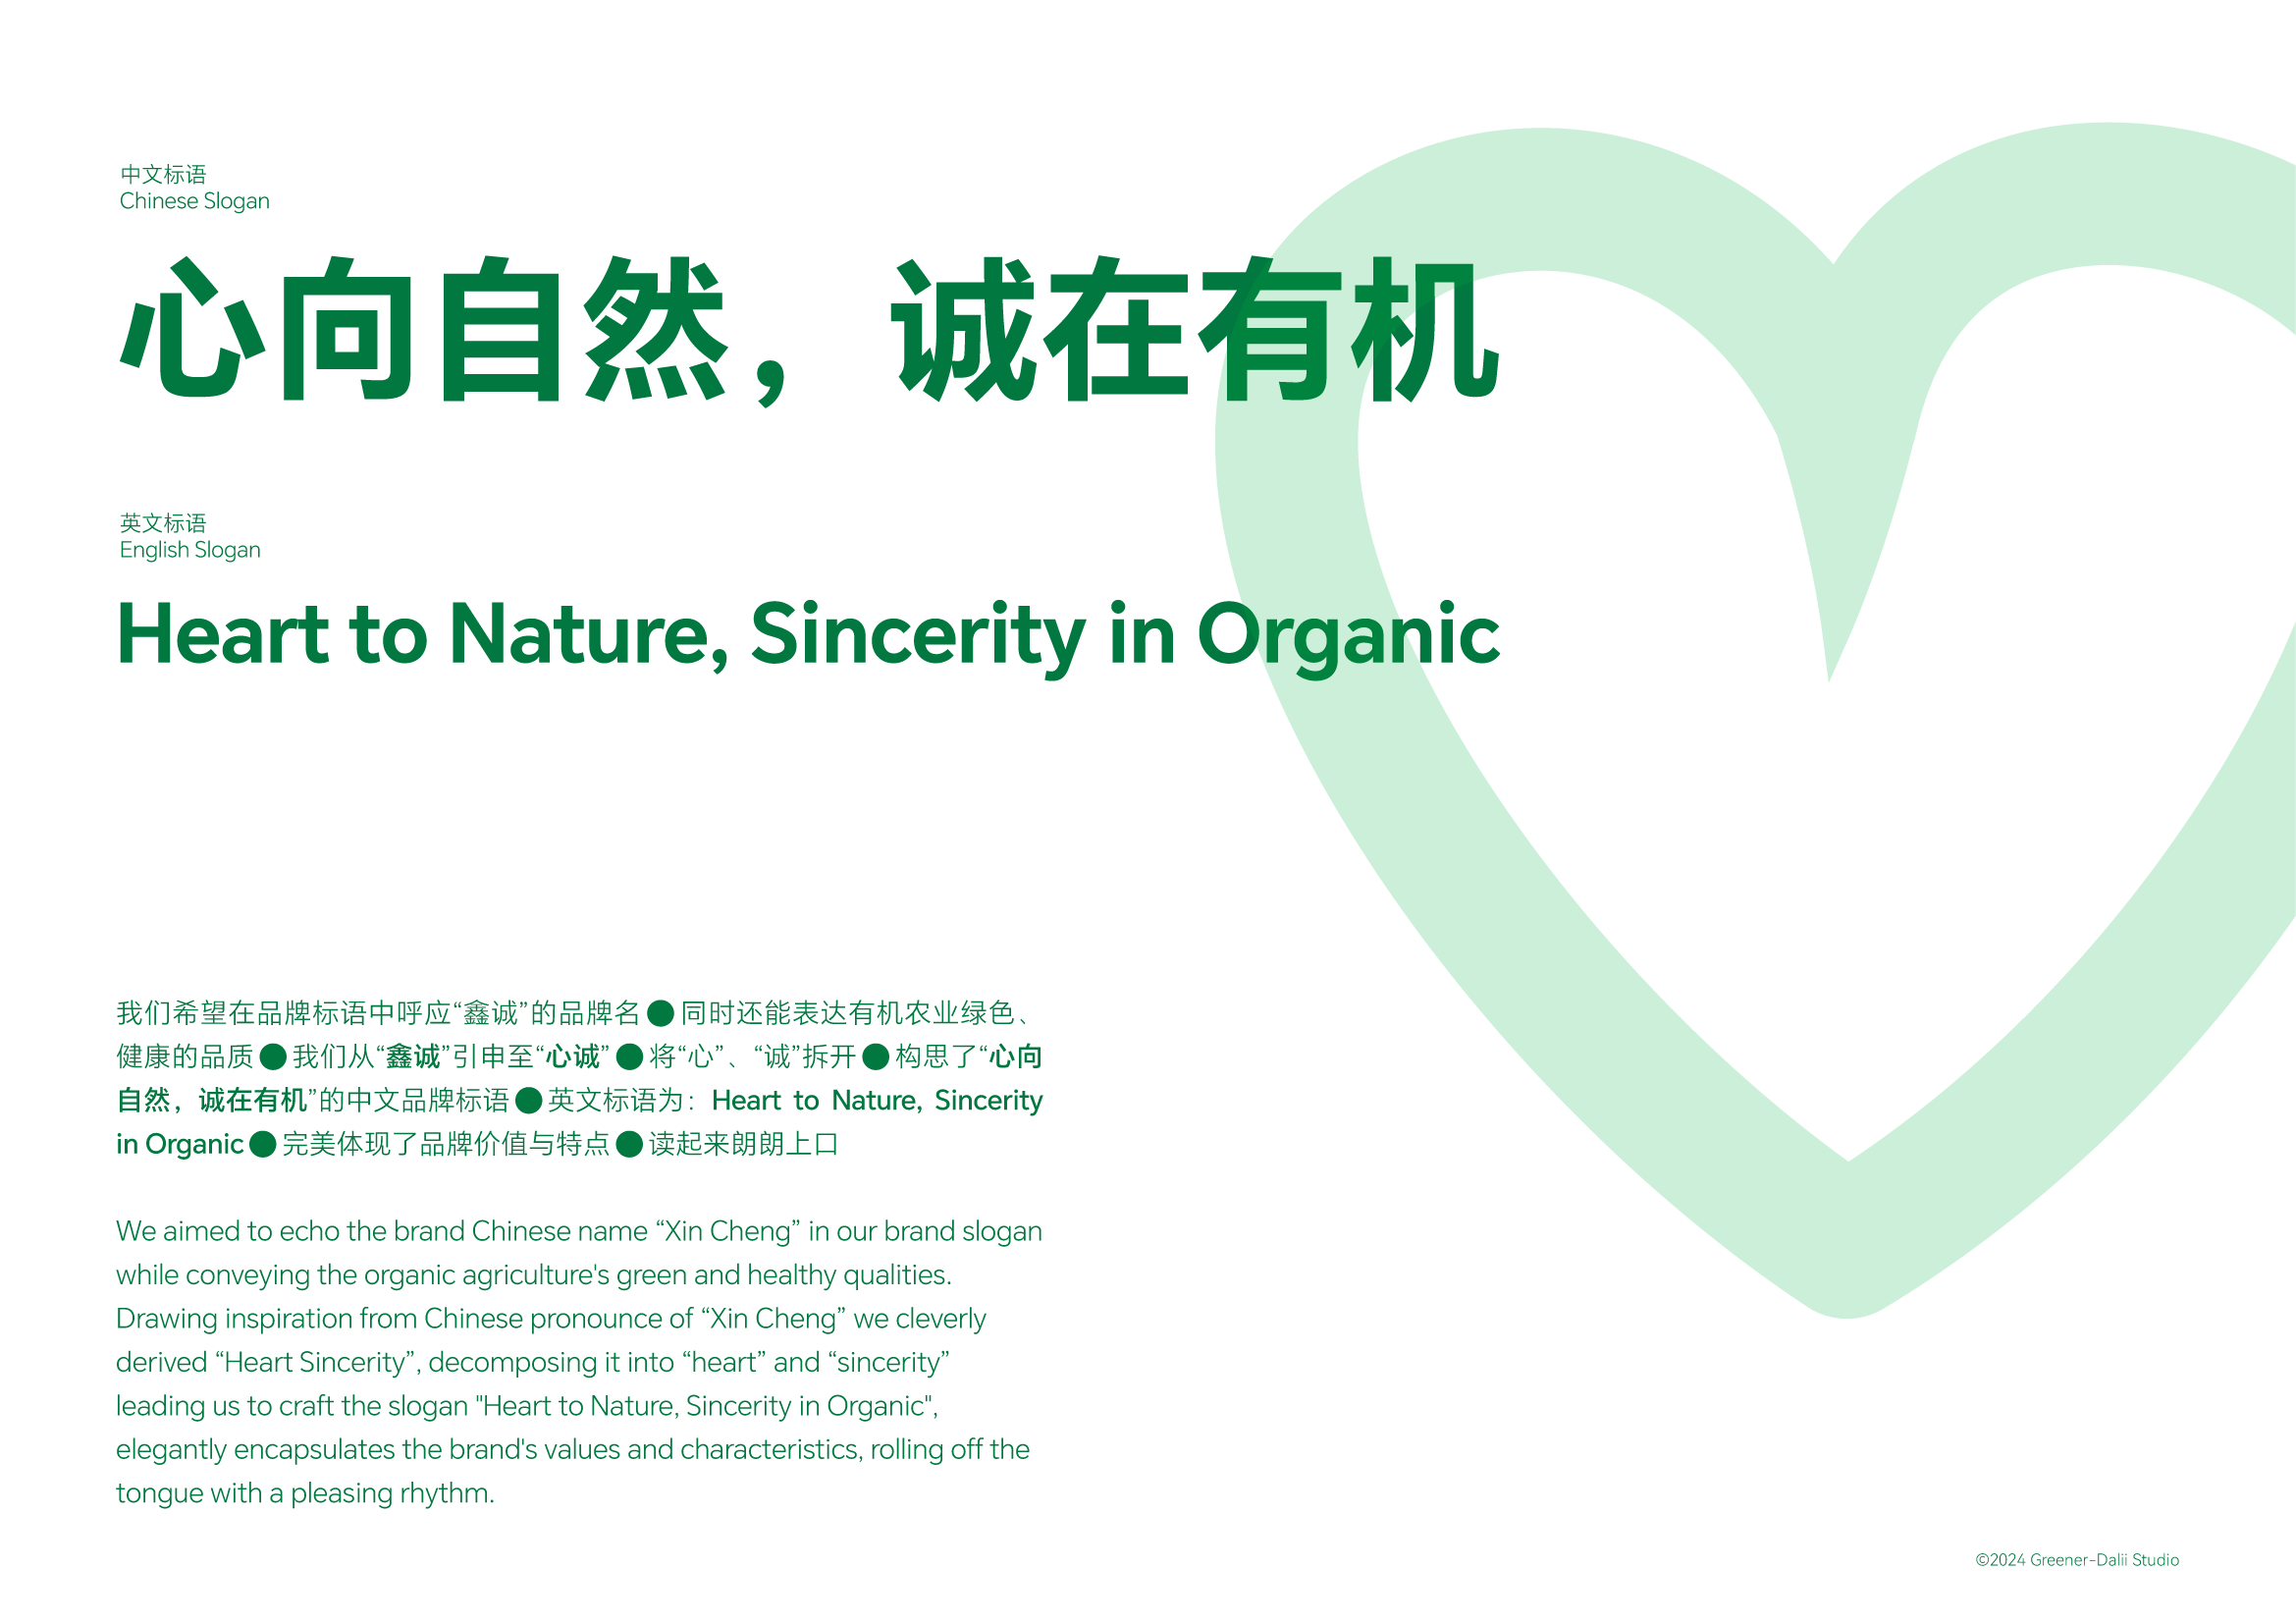 中文标语
Chinese Slogan
心向自然，诚在有机
英文标语
English Slogan
Heart to Nature, Sincerity in Organic
我们希望在品牌标语中呼应“鑫诚”的品牌名●同时还能表达有机农业绿色、
健康的品质●我们从“鑫诚”引申至“心诚”●将“心”、“诚”拆开●构思了“心向
自然，诚在有机”的中文品牌标语●英文标语为：Heart to Nature, Sincerity
in Organic●完美体现了品牌价值与特点●读起来朗朗上口
We aimed to echo the brand Chinese name “Xin Cheng” in our brand slogan
while conveying the organic agriculture's green and healthy qualities.
Drawing inspiration from Chinese pronounce of “Xin Cheng” we cleverly
derived “Heart Sincerity”, decomposing it into “heart” and “sincerity”
leading us to craft the slogan "Heart to Nature, Sincerity in Organic",
elegantly encapsulates the brand's values and characteristics, rolling off the
tongue with a pleasing rhythm.
©2024 Greener-Dalii Studio